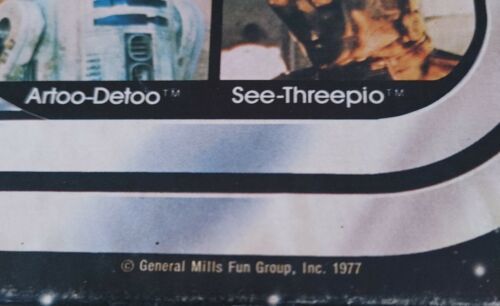 Artoo-Detoo™ See-Threepio™
© General Mills Fun Group, Inc. 1977